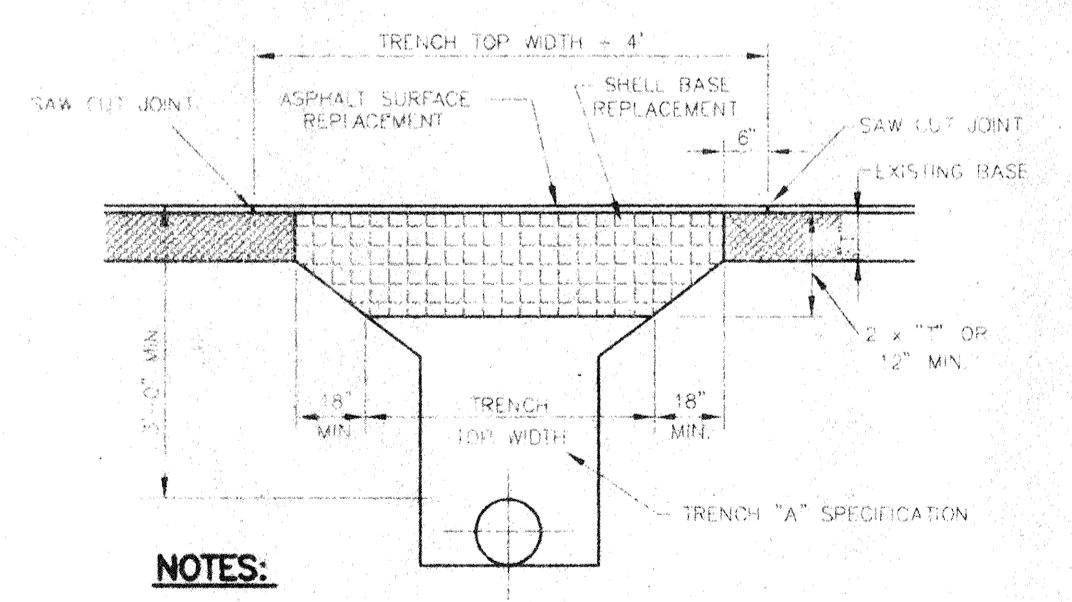 TRENCH TOP WIDTH + 4'
SAW CUT JOINT
ASPHALT SURFACE
REPLACEMENT
SHELL BASE
REPLACEMENT
6"
SAW CUT JOINT
EXISTING BASE
"T"
2 x "T" OR
12" MIN.
MIN
18"
MIN.
TRENCH
TOP WIDTH
18"
MIN.
TRENCH "A" SPECIFICATION
NOTES: